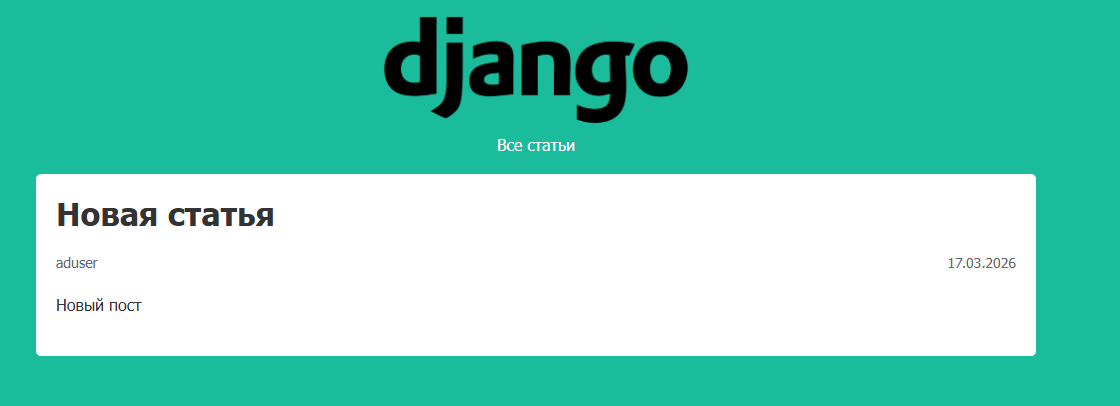 django
Все статьи
Новая статья
aduser 17.03.2026
Новый пост